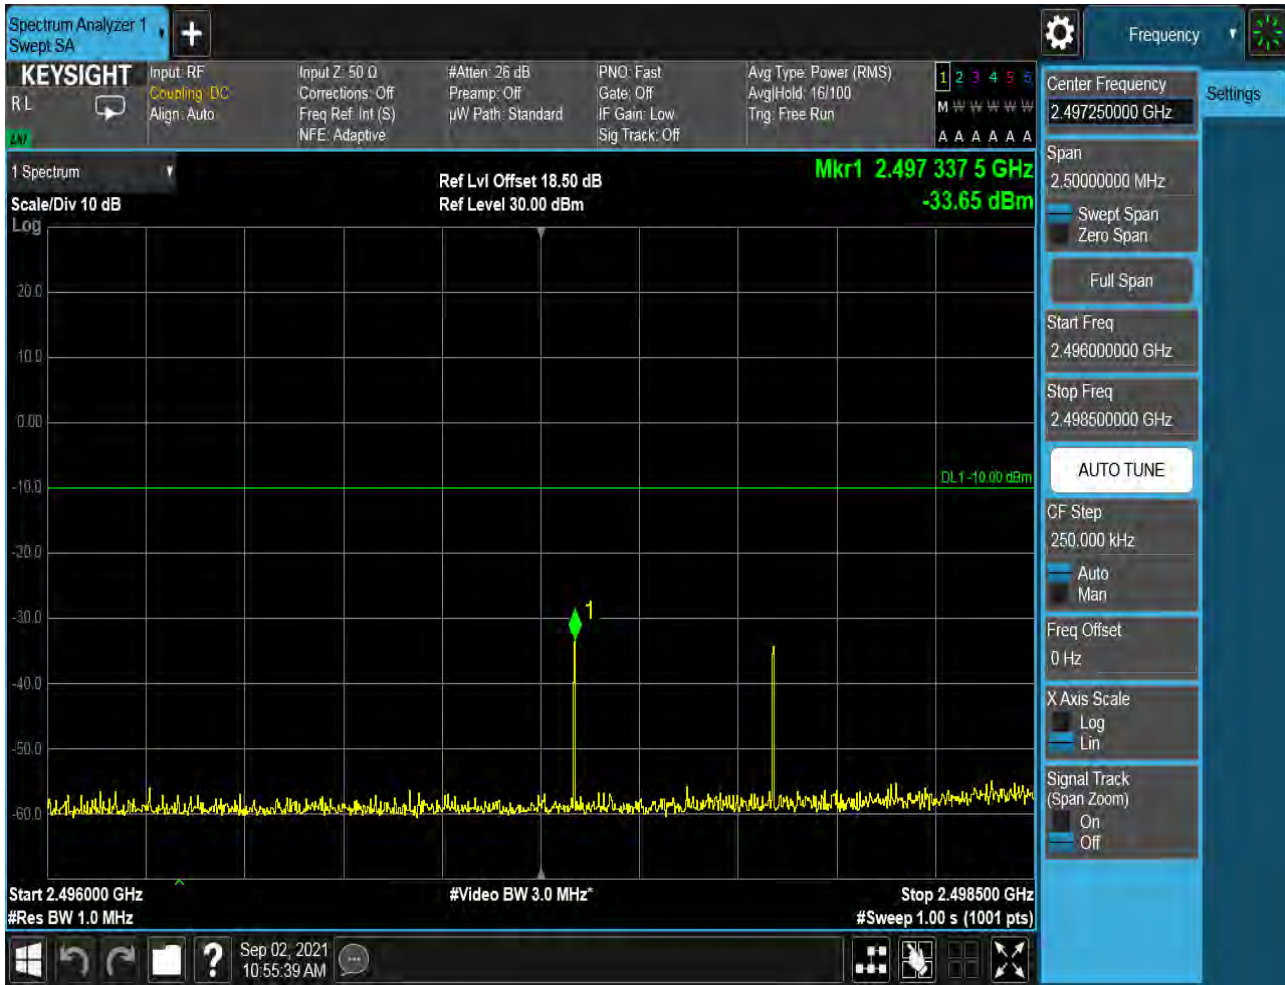 Spectrum Analyzer 1
Swept SA
Frequency
KEYSIGHT
RL
Input: RF
Coupling: DC
Align: Auto
Input Z: 50 Ω
Corrections: Off
Freq Ref: Int (S)
NFE: Adaptive
#Atten: 26 dB
Preamp: Off
µW Path: Standard
PNO: Fast
Gate: Off
IF Gain: Low
Sig Track: Off
Avg Type: Power (RMS)
Avg|Hold: 16/100
Trig: Free Run
1 2 3 4 5 6
M W W W W W
A A A A A A
1 Spectrum
Scale/Div 10 dB
Ref Lvl Offset 18.50 dB
Ref Level 30.00 dBm
Mkr1 2.497 337 5 GHz
-33.65 dBm
Log
20.0
10.0
0.00
DL1 -10.00 dBm
-10.0
-20.0
1
-30.0
-40.0
-50.0
-60.0
Start 2.496000 GHz
#Video BW 3.0 MHz*
Stop 2.498500 GHz
#Res BW 1.0 MHz
#Sweep 1.00 s (1001 pts)
Sep 02, 2021
10:55:39 AM
Center Frequency
2.497250000 GHz
Settings
Span
2.50000000 MHz
Swept Span
Zero Span
Full Span
Start Freq
2.496000000 GHz
Stop Freq
2.498500000 GHz
AUTO TUNE
CF Step
250.000 kHz
Auto
Man
Freq Offset
0 Hz
X Axis Scale
Log
Lin
Signal Track
(Span Zoom)
On
Off